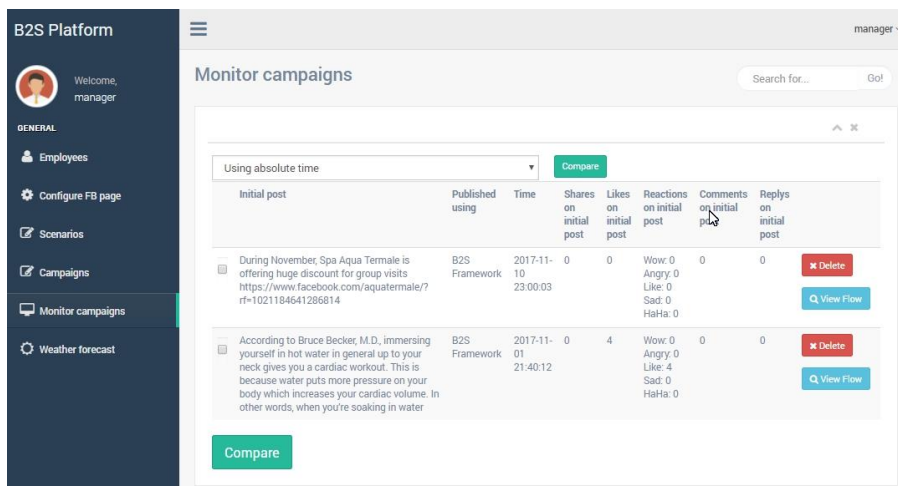 B2S Platform
manager
Welcome,
manager
Monitor campaigns
Search for...
Go!
GENERAL
Employees
Configure FB page
Scenarios
Campaigns
Monitor campaigns
Weather forecast
Using absolute time
Compare
Initial post
Published
using
Time
Shares
on
initial
post
Likes
on
initial
post
Reactions
on initial
post
Comments
on initial
post
Replys
on
initial
post
During November, Spa Aqua Termale is
offering huge discount for group visits
https://www.facebook.com/aquatermale/?
rf=1021184641286814
B2S
Framework
2017-11-
10
23:00:03
0
0
Wow: 0
Angry: 0
Like: 0
Sad: 0
HaHa: 0
0
0
Delete
View Flow
According to Bruce Becker, M.D., immersing
yourself in hot water in general up to your
neck gives you a cardiac workout. This is
because water puts more pressure on your
body which increases your cardiac volume. In
other words, when you're soaking in water
B2S
Framework
2017-11-
01
21:40:12
0
4
Wow: 0
Angry: 0
Like: 4
Sad: 0
HaHa: 0
0
0
Delete
View Flow
Compare